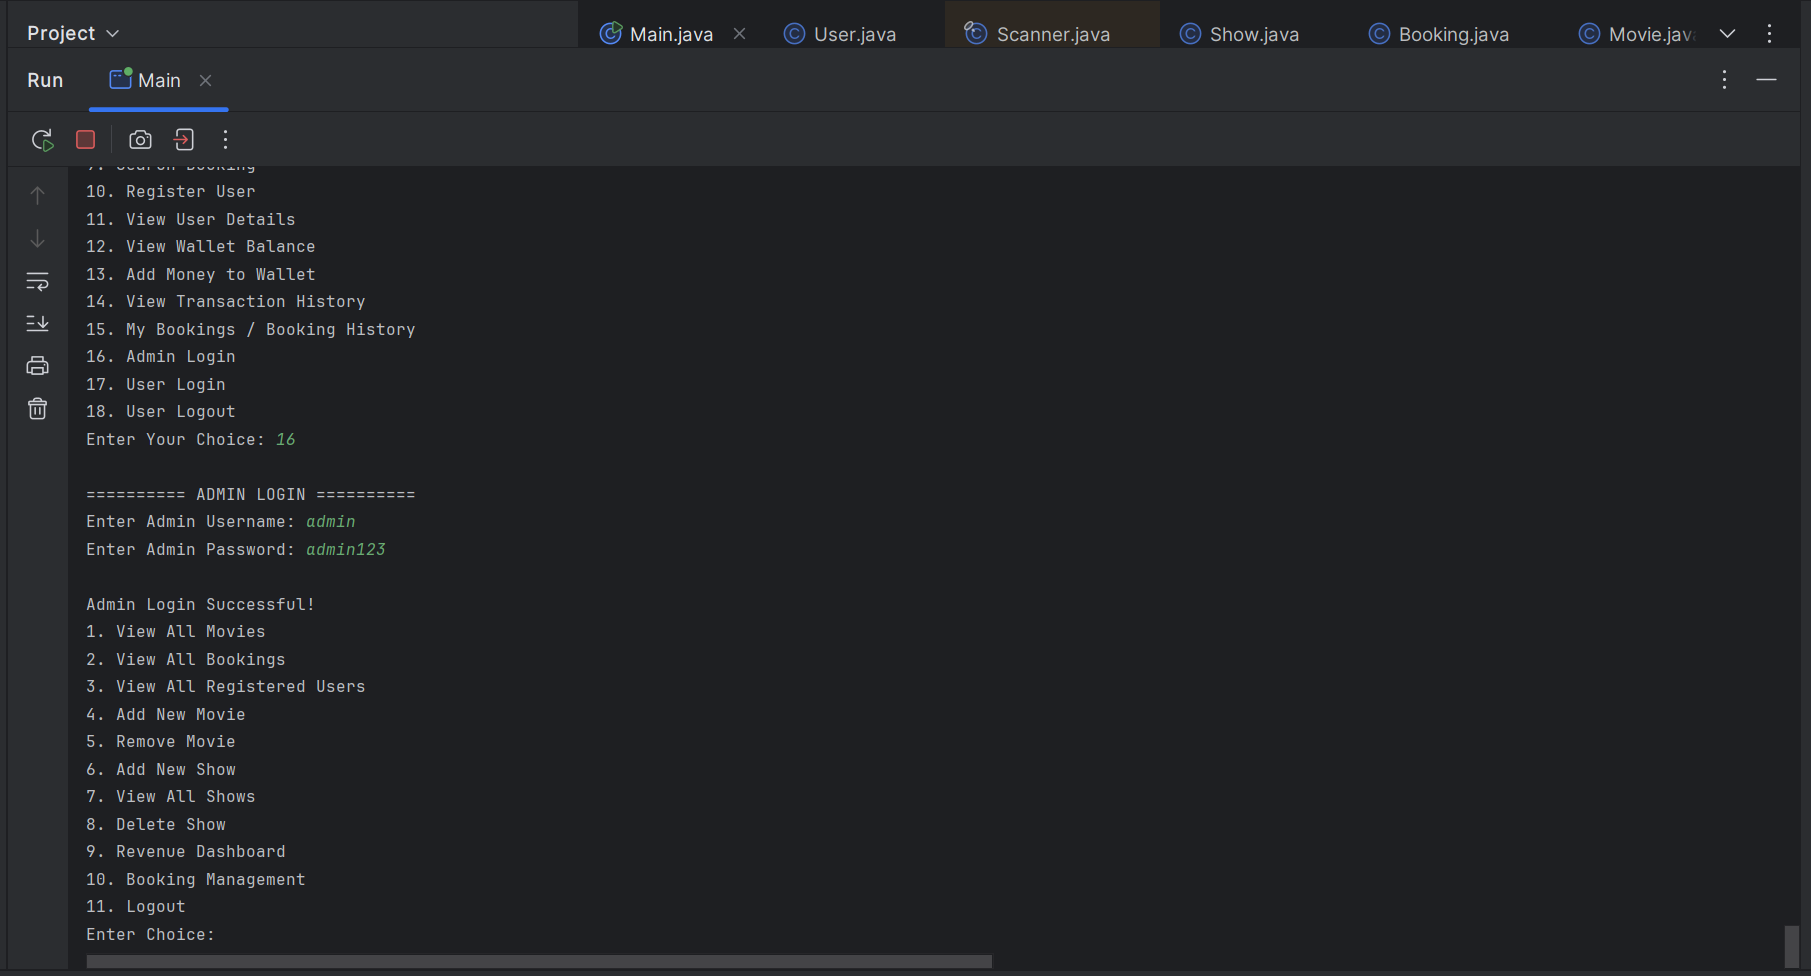 Project
Main.java
User.java
Scanner.java
Show.java
Booking.java
Movie.jav
Run
Main
9. Search Booking
10. Register User
11. View User Details
12. View Wallet Balance
13. Add Money to Wallet
14. View Transaction History
15. My Bookings / Booking History
16. Admin Login
17. User Login
18. User Logout
Enter Your Choice: 16
========== ADMIN LOGIN ==========
Enter Admin Username: admin
Enter Admin Password: admin123
Admin Login Successful!
1. View All Movies
2. View All Bookings
3. View All Registered Users
4. Add New Movie
5. Remove Movie
6. Add New Show
7. View All Shows
8. Delete Show
9. Revenue Dashboard
10. Booking Management
11. Logout
Enter Choice: